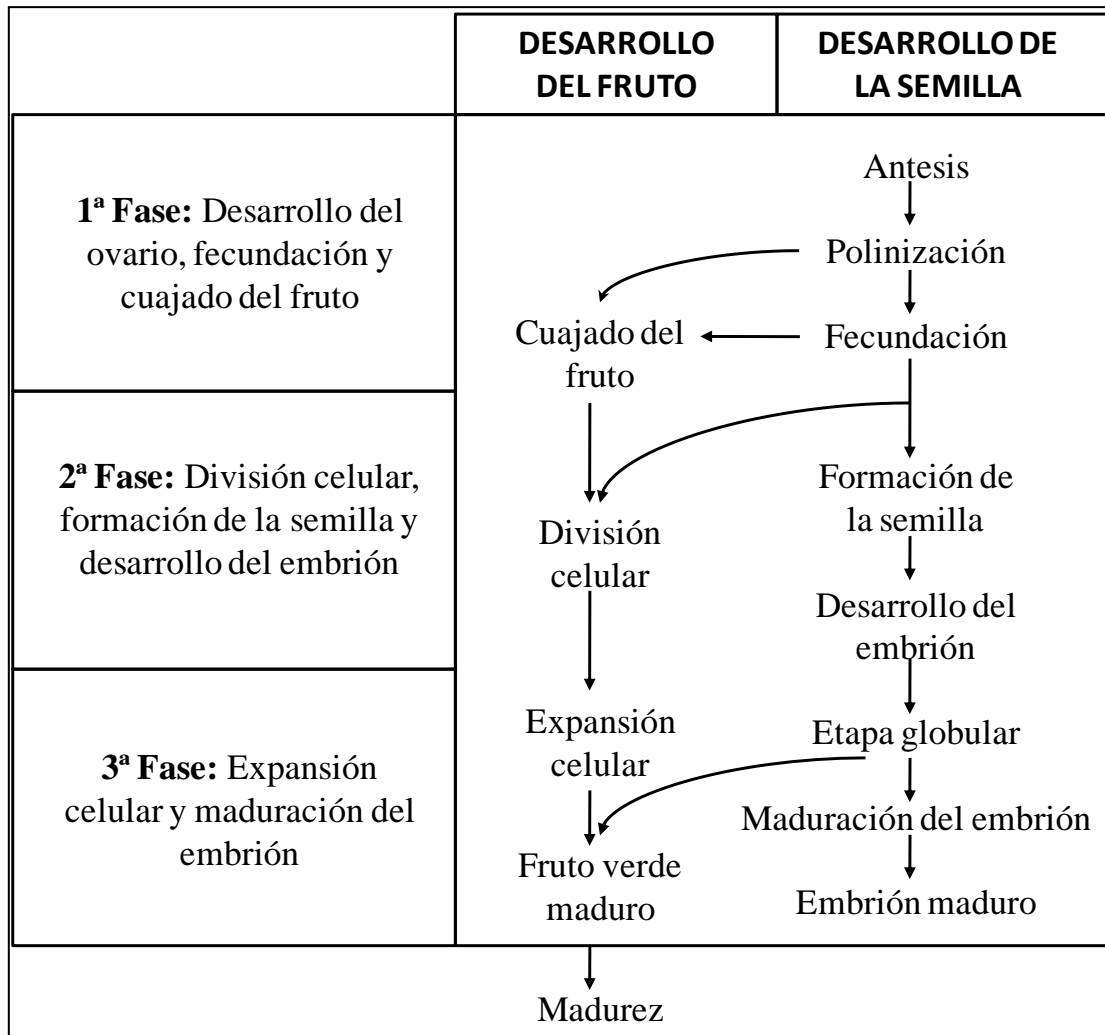 DESARROLLO
DEL FRUTO
DESARROLLO DE
LA SEMILLA
1ª Fase: Desarrollo del
ovario, fecundación y
cuajado del fruto
Antesis
Polinización
Cuajado del
fruto
Fecundación
2ª Fase: División celular,
formación de la semilla y
desarrollo del embrión
División
celular
Formación de
la semilla
Desarrollo del
embrión
3ª Fase: Expansión
celular y maduración del
embrión
Expansión
celular
Etapa globular
Maduración del embrión
Fruto verde
maduro
Embrión maduro
Madurez